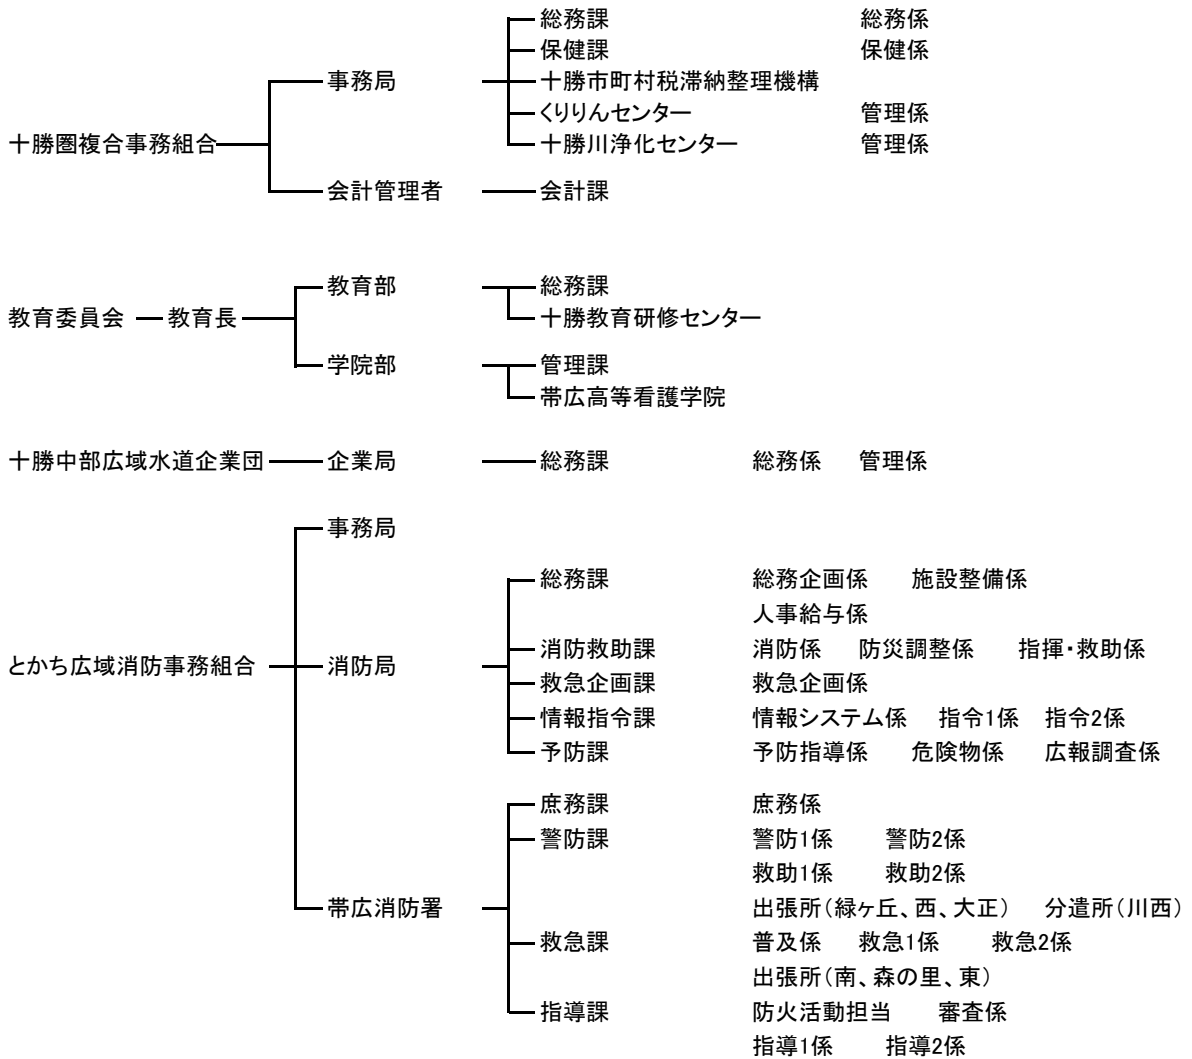 総務課 総務係
保健課 保健係
事務局 十勝市町村税滞納整理機構
くりりんセンター 管理係
十勝圏複合事務組合 十勝川浄化センター 管理係
会計管理者 会計課
教育部 総務課
教育委員会 教育長 十勝教育研修センター
学院部 管理課
帯広高等看護学院
十勝中部広域水道企業団 企業局 総務課 総務係 管理係
事務局
総務課 総務企画係 施設整備係
人事給与係
消防救助課 消防係 防災調整係 指揮・救助係
とかち広域消防事務組合 消防局
救急企画課 救急企画係
情報指令課 情報システム係 指令1係 指令2係
予防課 予防指導係 危険物係 広報調査係
庶務課 庶務係
警防課 警防1係 警防2係
救助1係 救助2係
帯広消防署 出張所(緑ヶ丘、西、大正) 分遣所(川西)
救急課 普及係 救急1係 救急2係
出張所(南、森の里、東)
指導課 防火活動担当 審査係
指導1係 指導2係